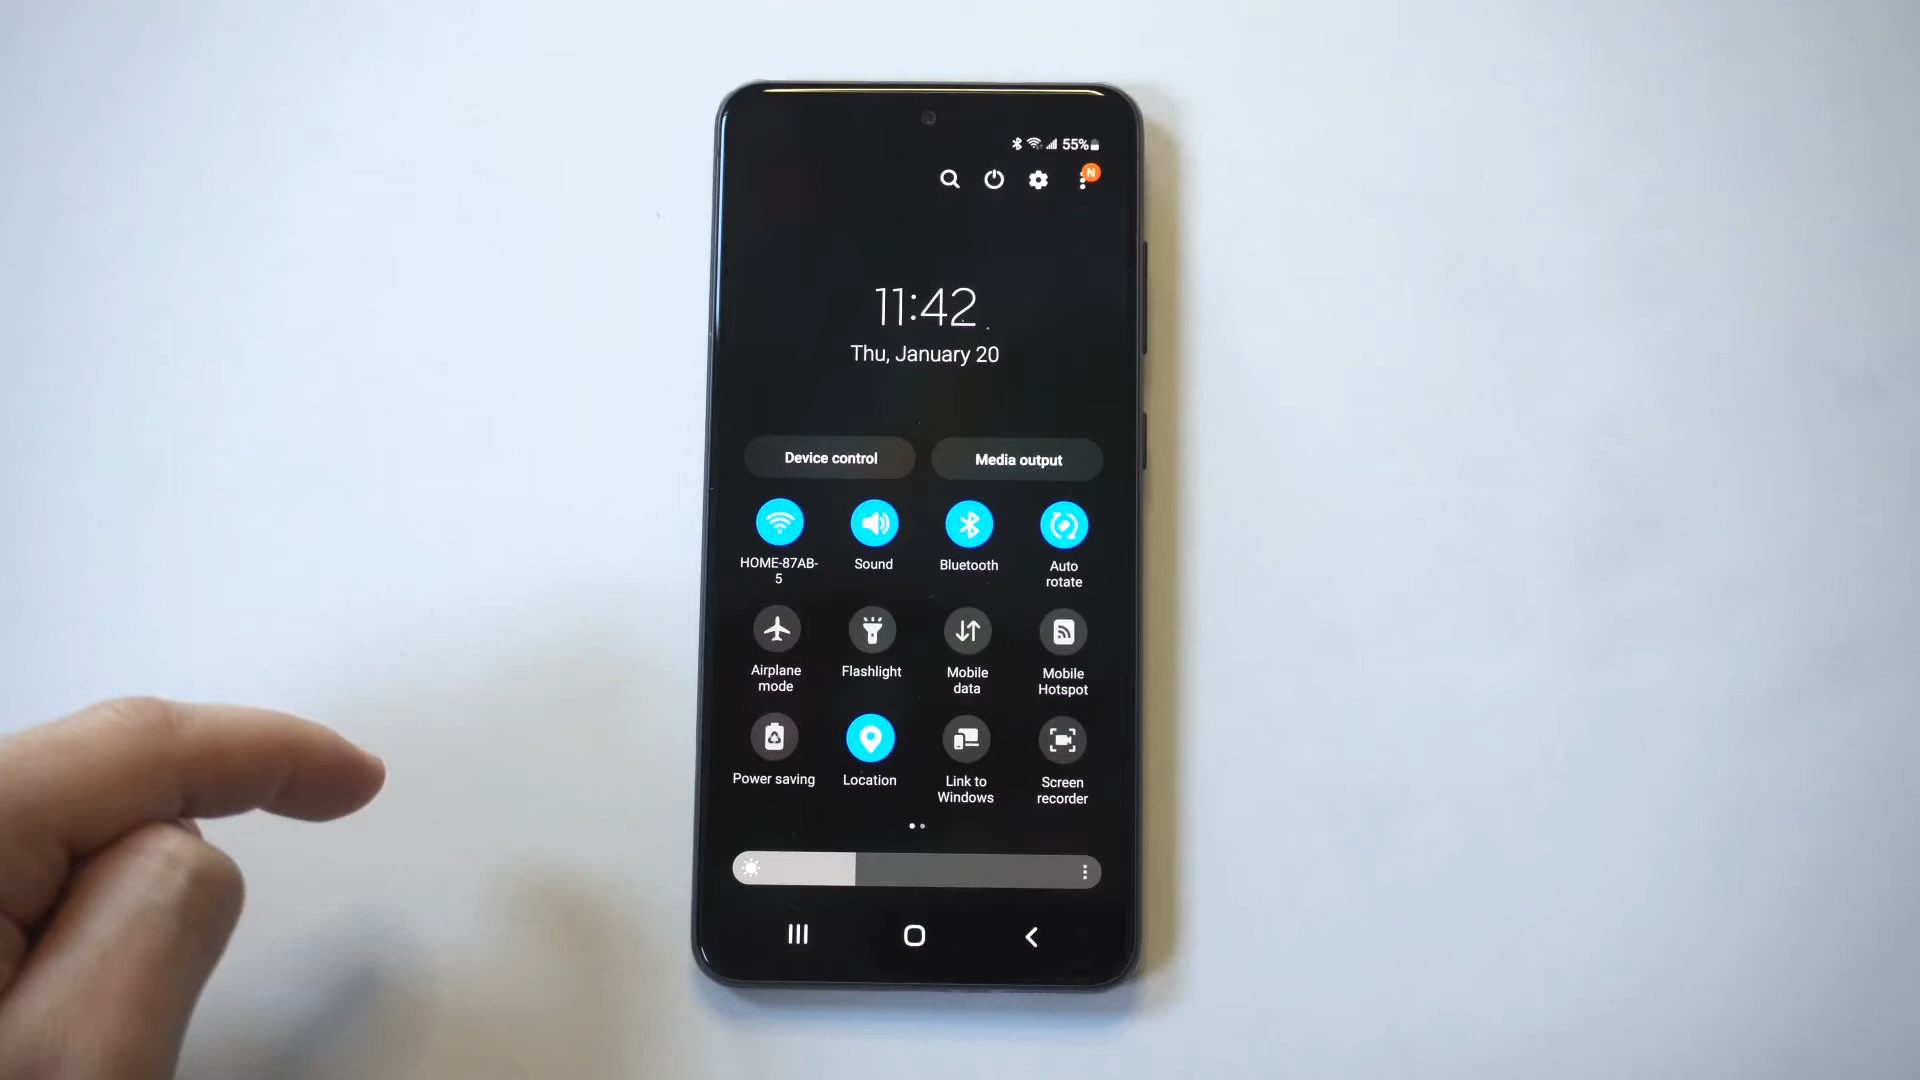 55%
N
11:42
Thu, January 20
Device control
Media output
HOME-87AB-
5
Sound
Bluetooth
Auto
rotate
Airplane
mode
Flashlight
Mobile
data
Mobile
Hotspot
Power saving
Location
Link to
Windows
Screen
recorder